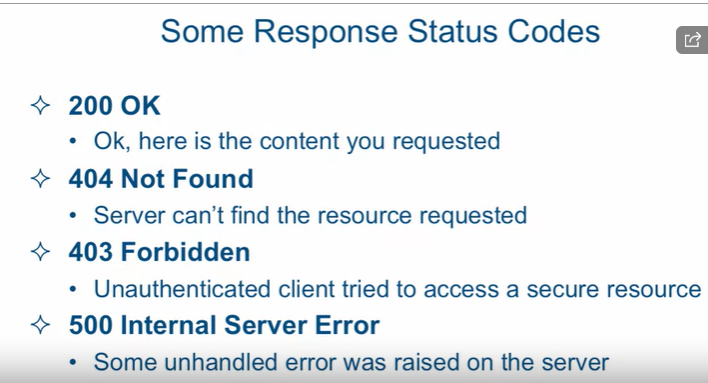 Some Response Status Codes
200 OK
• Ok, here is the content you requested
404 Not Found
• Server can’t find the resource requested
403 Forbidden
• Unauthenticated client tried to access a secure resource
500 Internal Server Error
• Some unhandled error was raised on the server